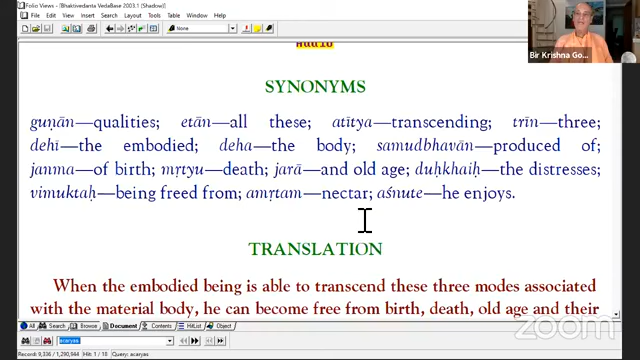 Folio Views - [Bhaktivedanta VedaBase 2003.1 (Shadow)]
File Edit View Search Layout Tools Window Help
None
Bir Krishna Go...
SYNONYMS
guṇān—qualities; etān—all these; atītya—transcending; trīn—three;
dehī—the embodied; deha—the body; samudbhavān—produced of;
janma—of birth; mṛtyu—death; jarā—and old age; duḥkhaiḥ—the distresses;
vimuktaḥ—being freed from; amṛtam—nectar; aśnute—he enjoys.
TRANSLATION
When the embodied being is able to transcend these three modes associated
with the material body, he can become free from birth, death, old age and their
All Search Browse Document Contents HitList Object
acaryas
Record: 9,336 / 1,290,944 Hit: 1 / 18 Query: acaryas
zoom